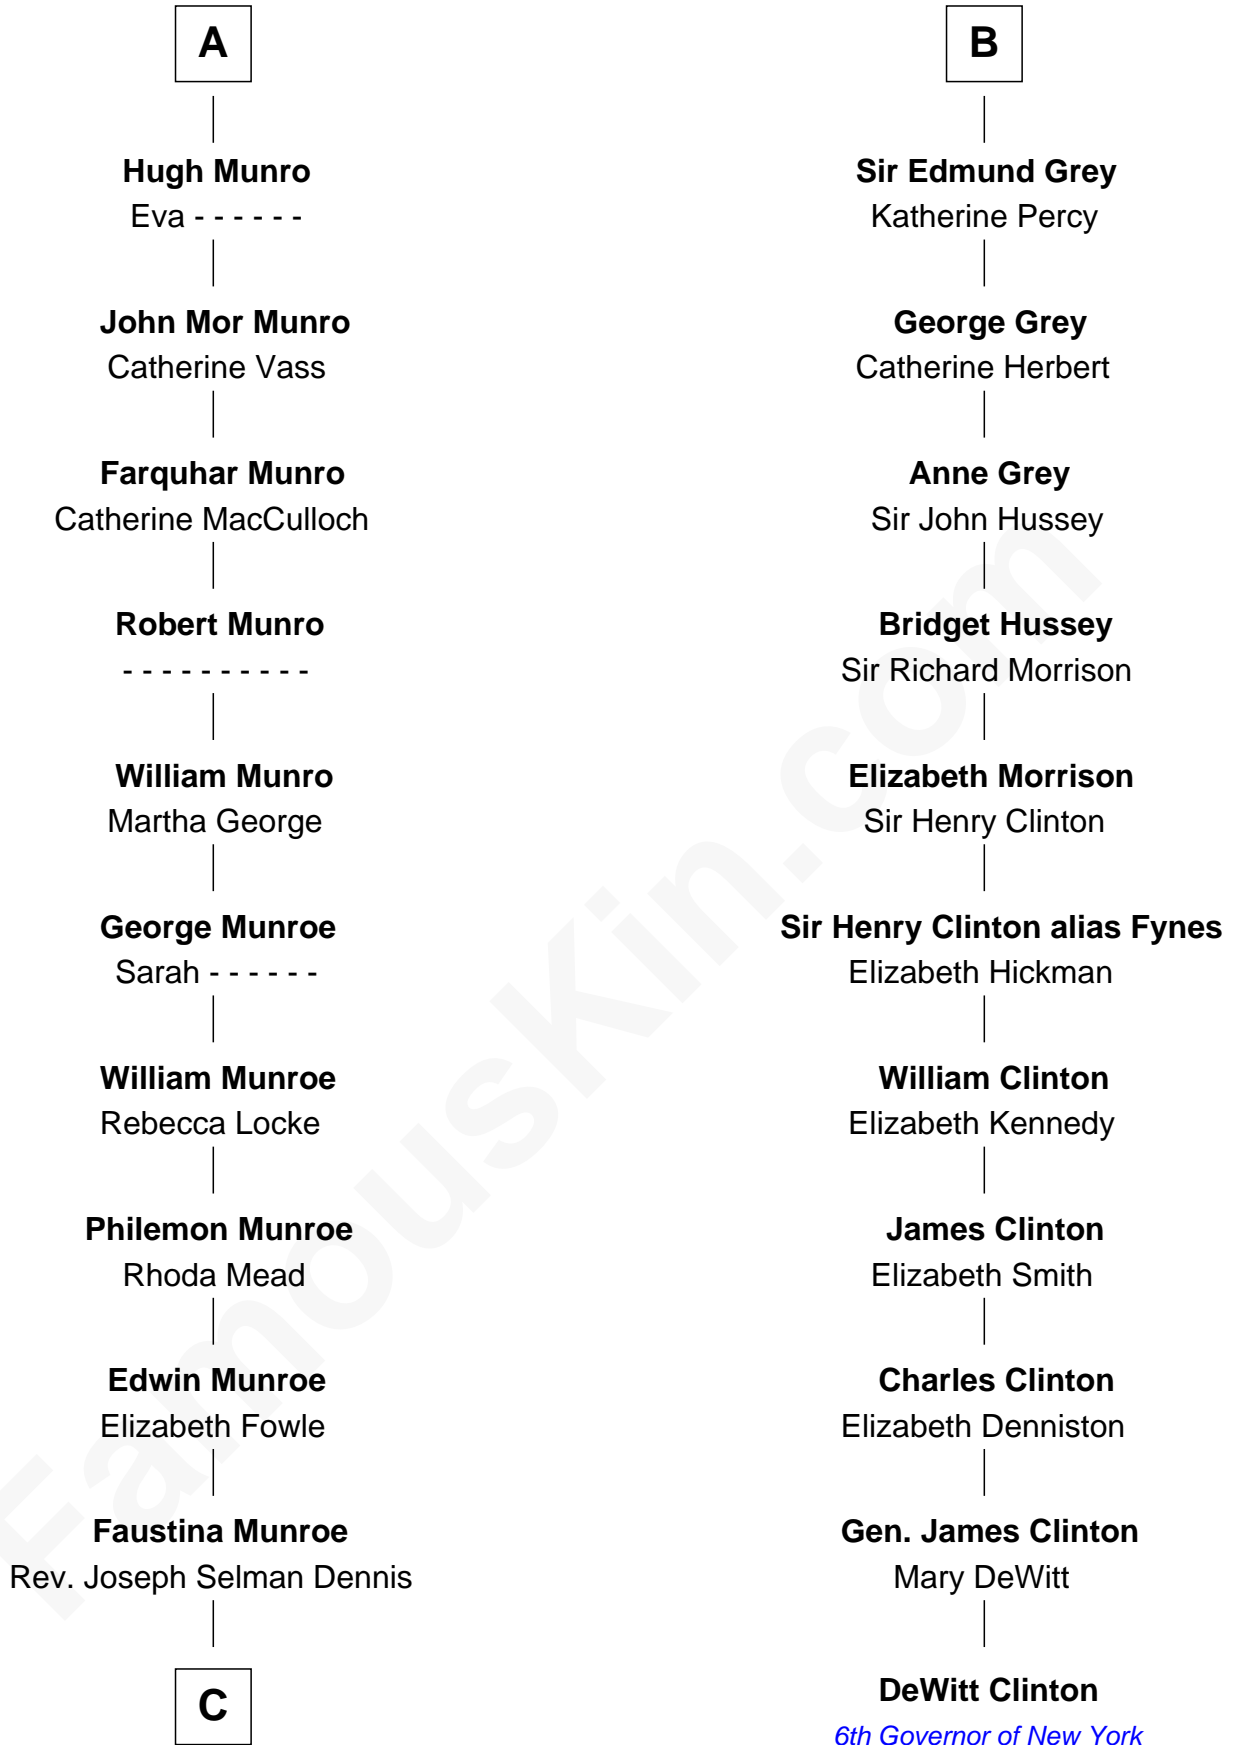 A
Hugh Munro
Eva - - - - - -
John Mor Munro
Catherine Vass
Farquhar Munro
Catherine MacCulloch
Robert Munro
- - - - - - - - - -
William Munro
Martha George
George Munroe
Sarah - - - - - -
William Munroe
Rebecca Locke
Philemon Munroe
Rhoda Mead
Edwin Munroe
Elizabeth Fowle
Faustina Munroe
Rev. Joseph Selman Dennis
C
B
Sir Edmund Grey
Katherine Percy
George Grey
Catherine Herbert
Anne Grey
Sir John Hussey
Bridget Hussey
Sir Richard Morrison
Elizabeth Morrison
Sir Henry Clinton
Sir Henry Clinton alias Fynes
Elizabeth Hickman
William Clinton
Elizabeth Kennedy
James Clinton
Elizabeth Smith
Charles Clinton
Elizabeth Denniston
Gen. James Clinton
Mary DeWitt
DeWitt Clinton
6th Governor of New York
FamousKin.com